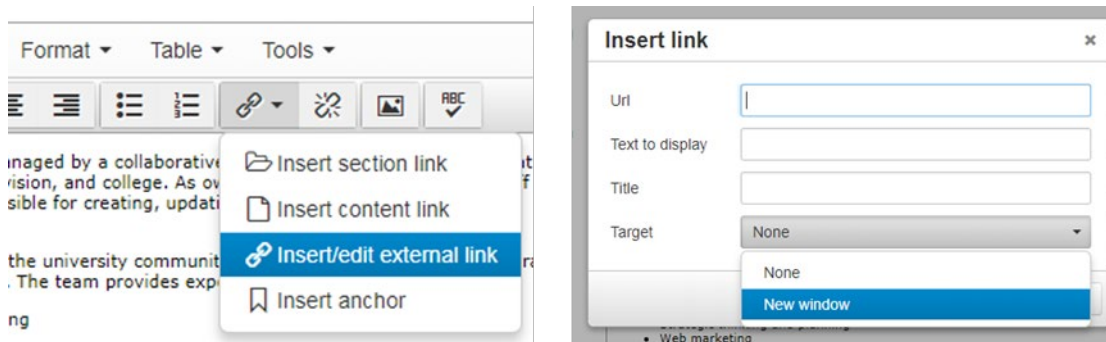 Format Table Tools
ABC
anaged by a collaborative
vision, and college. As ow
sible for creating, updati
Insert section link
Insert content link
Insert/edit external link
Insert anchor
the university communit
. The team provides expe
ng
Insert link
Url
Text to display
Title
Target None
None
New window
Web marketing